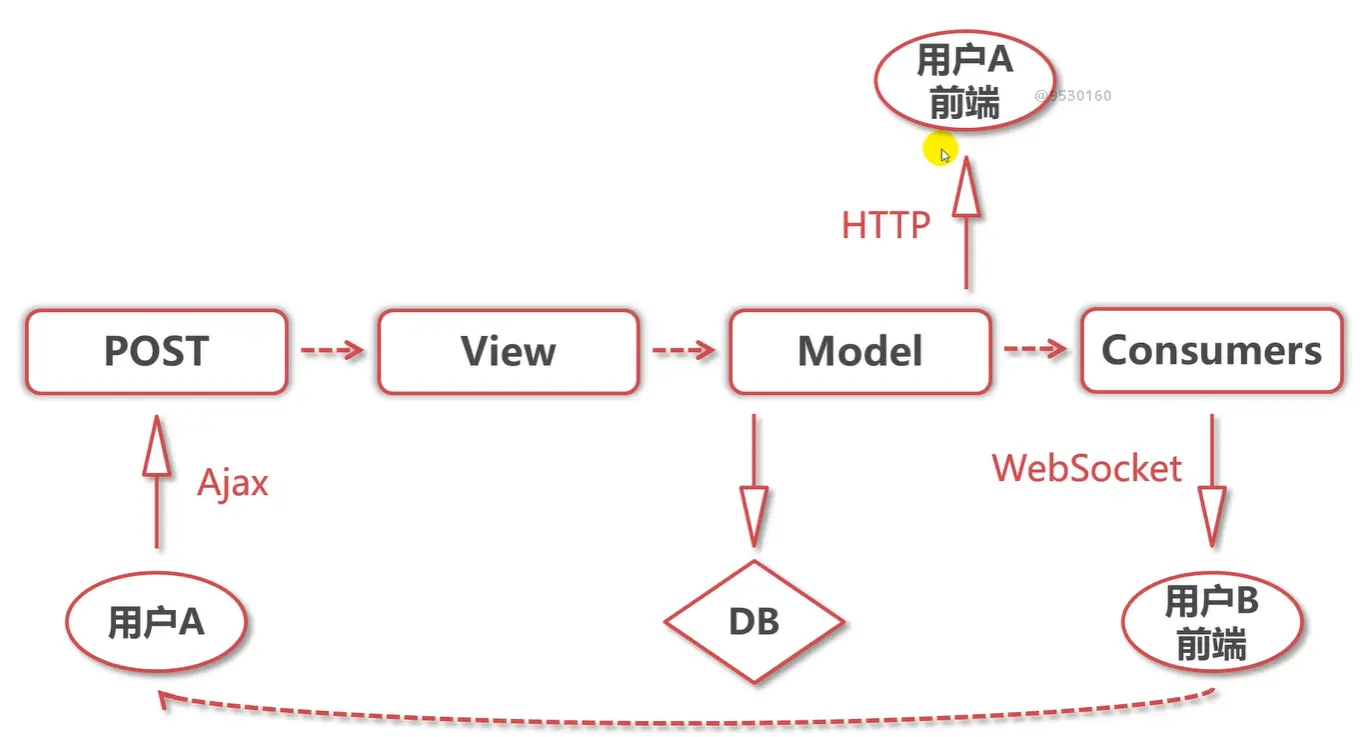 用户A
前端
@9530160
HTTP
POST
View
Model
Consumers
Ajax
WebSocket
用户A
DB
用户B
前端